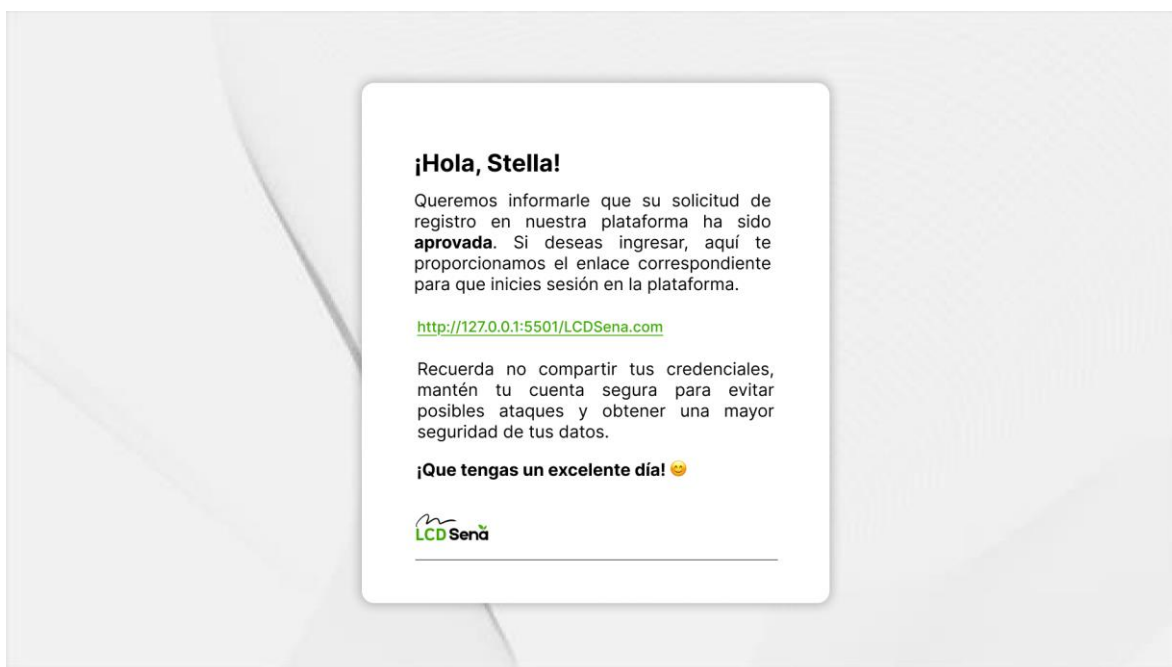 ¡Hola, Stella!
Queremos informarle que su solicitud de
registro en nuestra plataforma ha sido
aprovada. Si deseas ingresar, aquí te
proporcionamos el enlace correspondiente
para que inicies sesión en la plataforma.
http://127.0.0.1:5501/LCDSena.com
Recuerda no compartir tus credenciales,
mantén tu cuenta segura para evitar
posibles ataques y obtener una mayor
seguridad de tus datos.
¡Que tengas un excelente día! 😊
LCD Sena